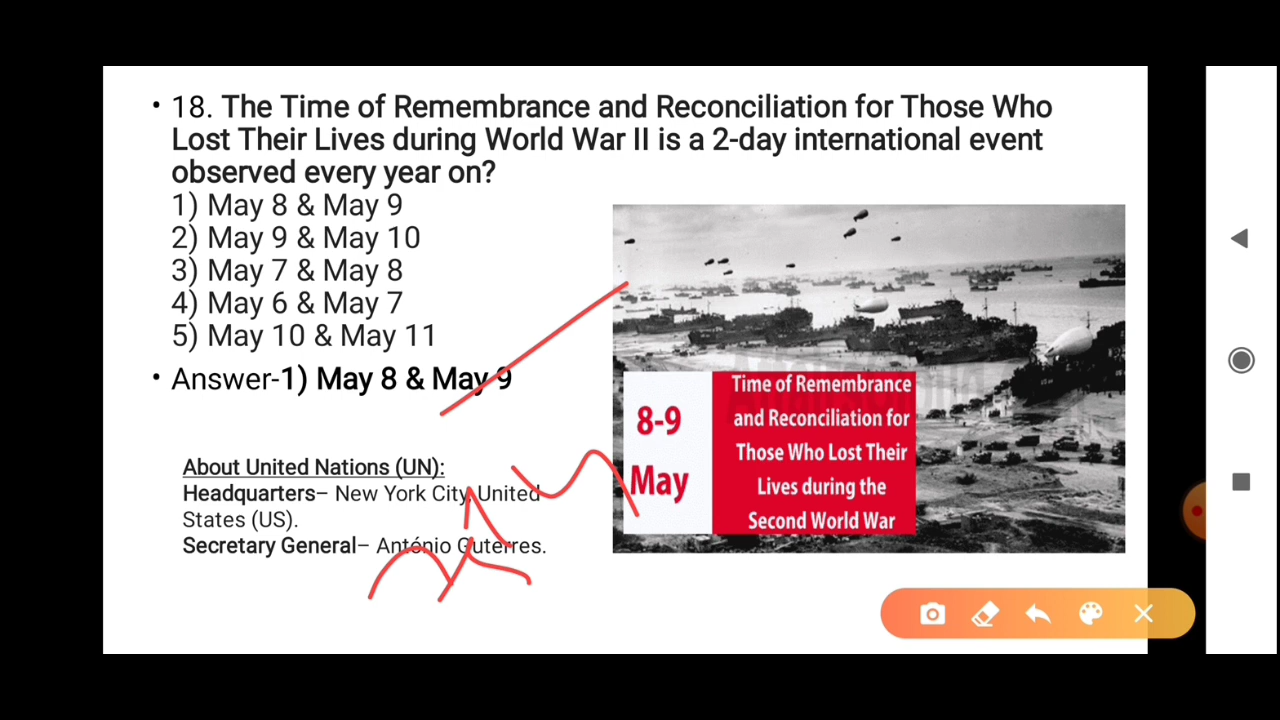 • 18. The Time of Remembrance and Reconciliation for Those Who
Lost Their Lives during World War II is a 2-day international event
observed every year on?
1) May 8 & May 9
2) May 9 & May 10
3) May 7 & May 8
4) May 6 & May 7
5) May 10 & May 11
• Answer-1) May 8 & May 9
About United Nations (UN):
Headquarters– New York City, United
States (US).
Secretary General– António Guterres.
8-9
May
Time of Remembrance
and Reconciliation for
Those Who Lost Their
Lives during the
Second World War